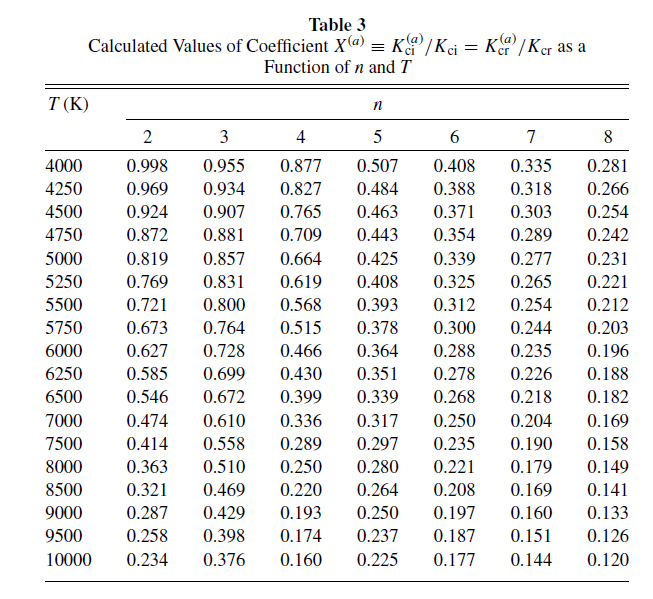 Table 3
Calculated Values of Coefficient X^(a) ≡ K_ci^(a)/K_ci = K_cr^(a)/K_cr as a
Function of n and T
T (K) n
2 3 4 5 6 7 8
4000 0.998 0.955 0.877 0.507 0.408 0.335 0.281
4250 0.969 0.934 0.827 0.484 0.388 0.318 0.266
4500 0.924 0.907 0.765 0.463 0.371 0.303 0.254
4750 0.872 0.881 0.709 0.443 0.354 0.289 0.242
5000 0.819 0.857 0.664 0.425 0.339 0.277 0.231
5250 0.769 0.831 0.619 0.408 0.325 0.265 0.221
5500 0.721 0.800 0.568 0.393 0.312 0.254 0.212
5750 0.673 0.764 0.515 0.378 0.300 0.244 0.203
6000 0.627 0.728 0.466 0.364 0.288 0.235 0.196
6250 0.585 0.699 0.430 0.351 0.278 0.226 0.188
6500 0.546 0.672 0.399 0.339 0.268 0.218 0.182
7000 0.474 0.610 0.336 0.317 0.250 0.204 0.169
7500 0.414 0.558 0.289 0.297 0.235 0.190 0.158
8000 0.363 0.510 0.250 0.280 0.221 0.179 0.149
8500 0.321 0.469 0.220 0.264 0.208 0.169 0.141
9000 0.287 0.429 0.193 0.250 0.197 0.160 0.133
9500 0.258 0.398 0.174 0.237 0.187 0.151 0.126
10000 0.234 0.376 0.160 0.225 0.177 0.144 0.120